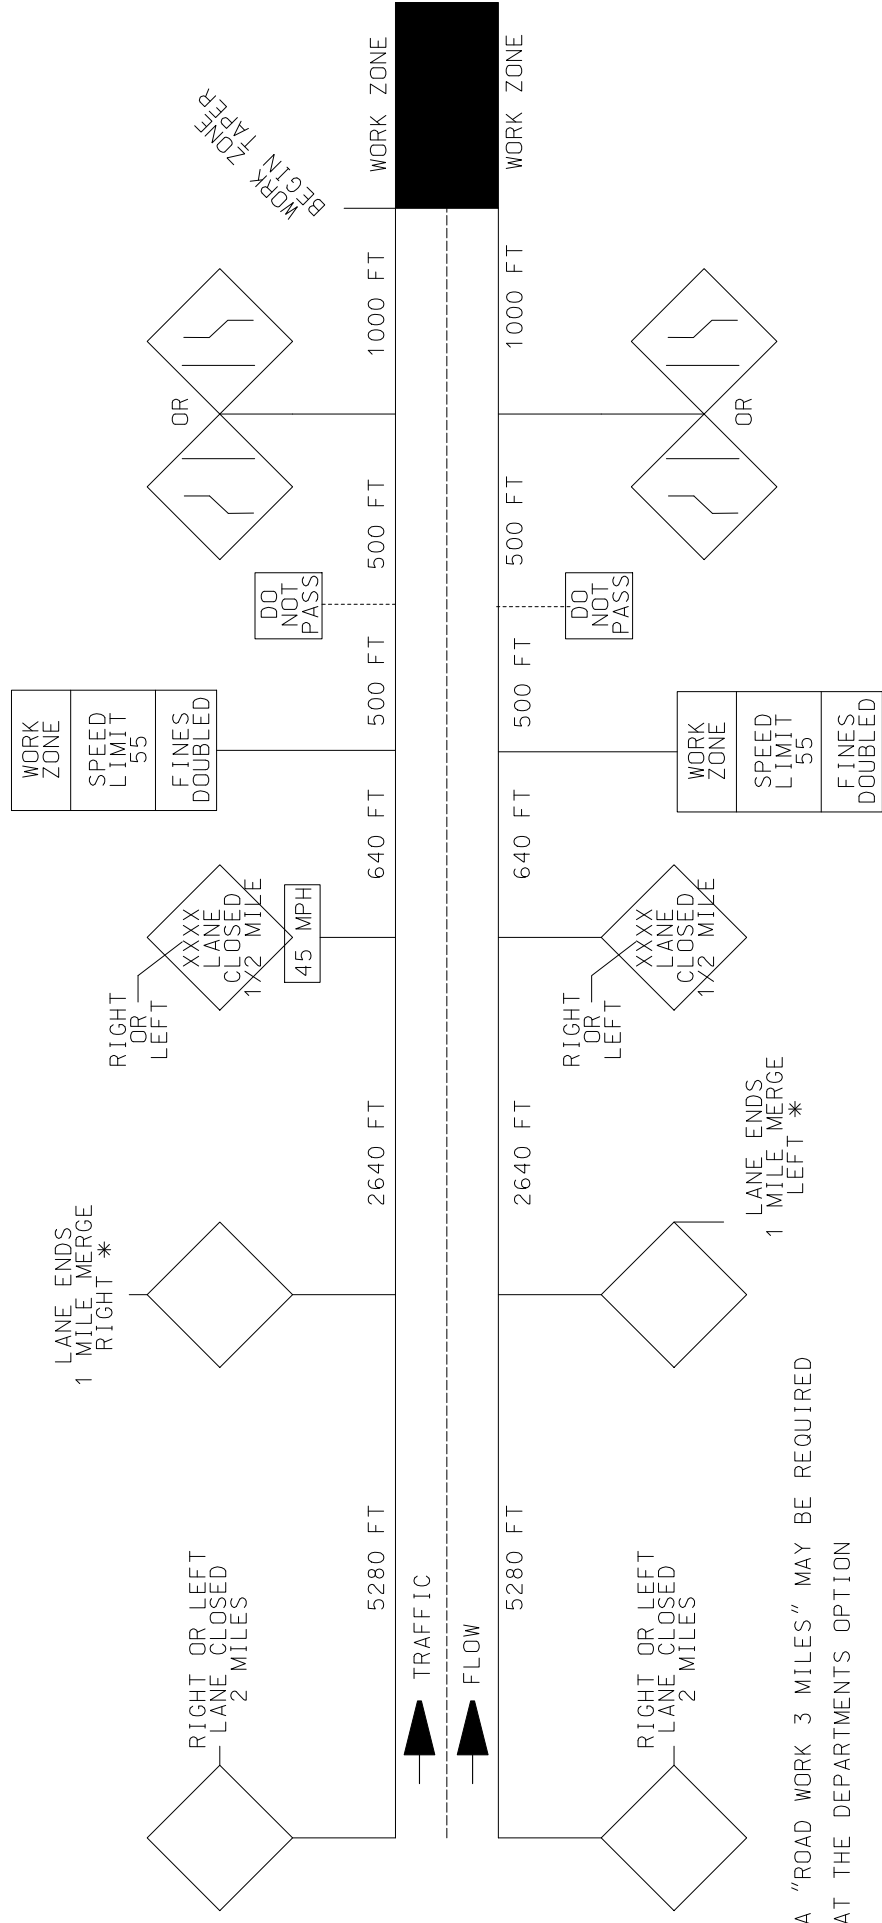 RIGHT OR LEFT
LANE CLOSED
2 MILES
LANE ENDS
1 MILE MERGE
RIGHT *
RIGHT
OR
LEFT
XXXX
LANE
CLOSED
1/2 MILE
45 MPH
WORK
ZONE
SPEED
LIMIT
55
FINES
DOUBLED
DO
NOT
PASS
OR
WORK ZONE
BEGIN TAPER
5280 FT
2640 FT
640 FT
500 FT
500 FT
1000 FT
WORK ZONE
TRAFFIC
FLOW
5280 FT
2640 FT
640 FT
500 FT
500 FT
1000 FT
WORK ZONE
RIGHT OR LEFT
LANE CLOSED
2 MILES
LANE ENDS
1 MILE MERGE
LEFT *
RIGHT
OR
LEFT
XXXX
LANE
CLOSED
1/2 MILE
WORK
ZONE
SPEED
LIMIT
55
FINES
DOUBLED
DO
NOT
PASS
OR
A "ROAD WORK 3 MILES" MAY BE REQUIRED
AT THE DEPARTMENTS OPTION